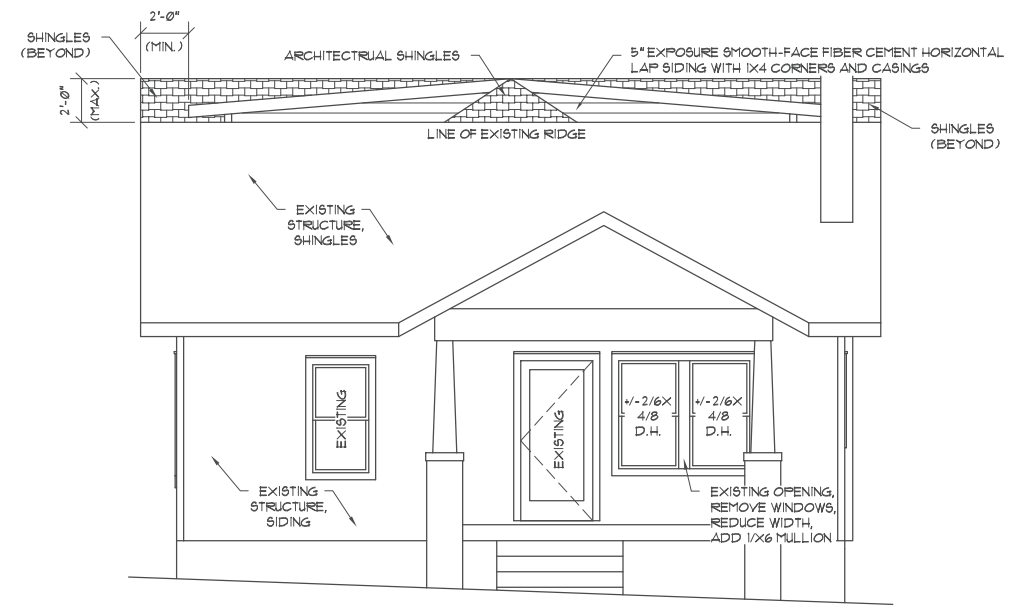 2'-0"
(MIN.)
SHINGLES
(BEYOND)
ARCHITECTRUAL SHINGLES
5" EXPOSURE SMOOTH-FACE FIBER CEMENT HORIZONTAL
LAP SIDING WITH 1X4 CORNERS AND CASINGS
2'-0"
(MAX.)
LINE OF EXISTING RIDGE
SHINGLES
(BEYOND)
EXISTING
STRUCTURE,
SHINGLES
EXISTING
EXISTING
+/- 2/6X
4/8
D.H.
+/- 2/6X
4/8
D.H.
EXISTING
STRUCTURE,
SIDING
EXISTING OPENING,
REMOVE WINDOWS,
REDUCE WIDTH,
ADD 1/X6 MULLION